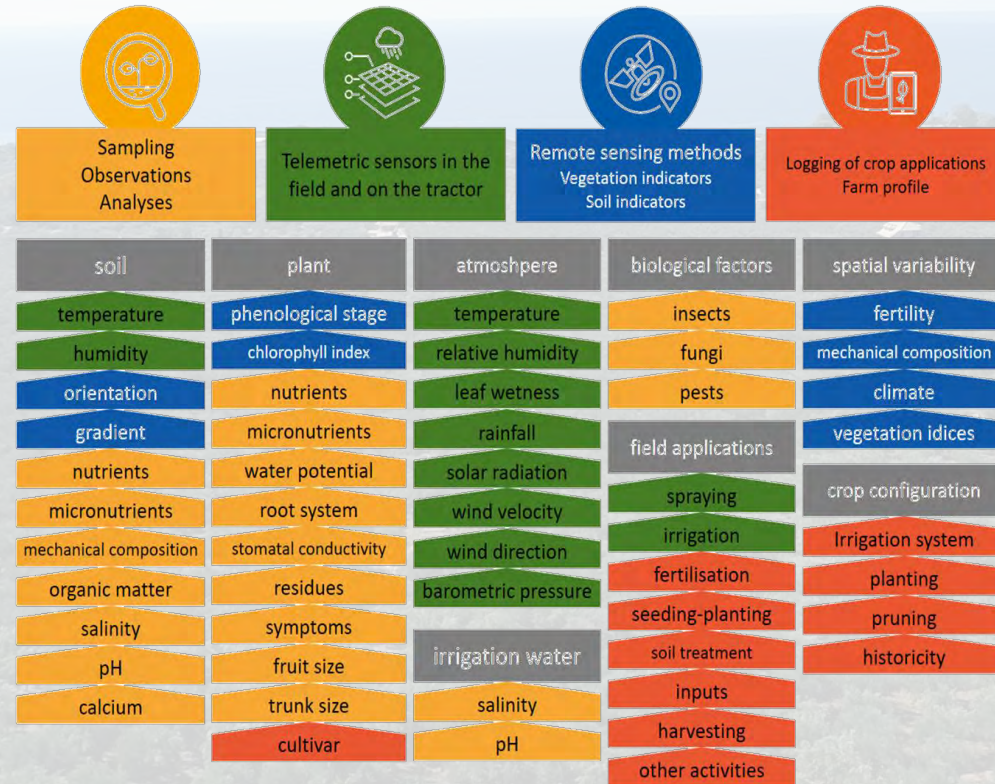 Sampling
Observations
Analyses
Telemetric sensors in the
field and on the tractor
Remote sensing methods
Vegetation indicators
Soil indicators
Logging of crop applications
Farm profile
soil
temperature
humidity
orientation
gradient
nutrients
micronutrients
mechanical composition
organic matter
salinity
pH
calcium
plant
phenological stage
chlorophyll index
nutrients
micronutrients
water potential
root system
stomatal conductivity
residues
symptoms
fruit size
trunk size
cultivar
atmoshpere
temperature
relative humidity
leaf wetness
rainfall
solar radiation
wind velocity
wind direction
barometric pressure
irrigation water
salinity
pH
biological factors
insects
fungi
pests
field applications
spraying
irrigation
fertilisation
seeding-planting
soil treatment
inputs
harvesting
other activities
spatial variability
fertility
mechanical composition
climate
vegetation idices
crop configuration
Irrigation system
planting
pruning
historicity